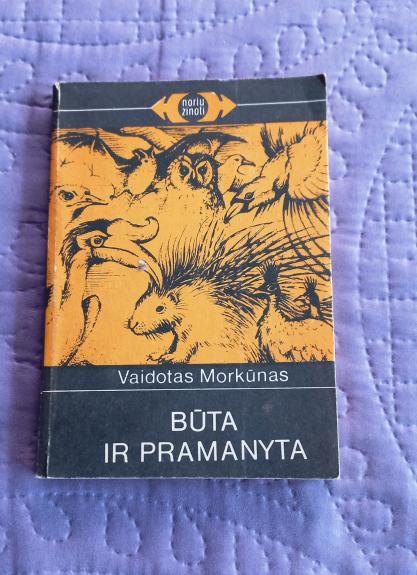 noriu
žinoti
Vaidotas Morkūnas
BŪTA
IR PRAMANYTA